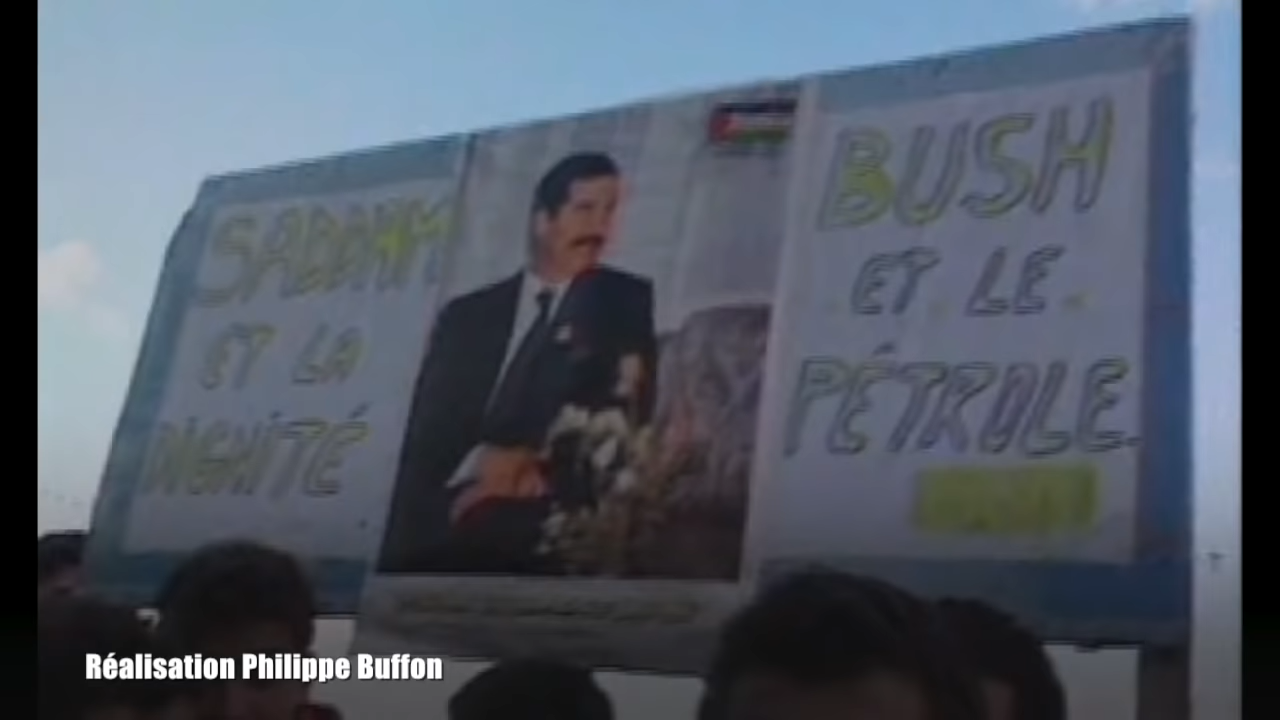 SADDAM
ET LA
DIGNITÉ
BUSH
ET LE
PÉTROLE.
Réalisation Philippe Buffon